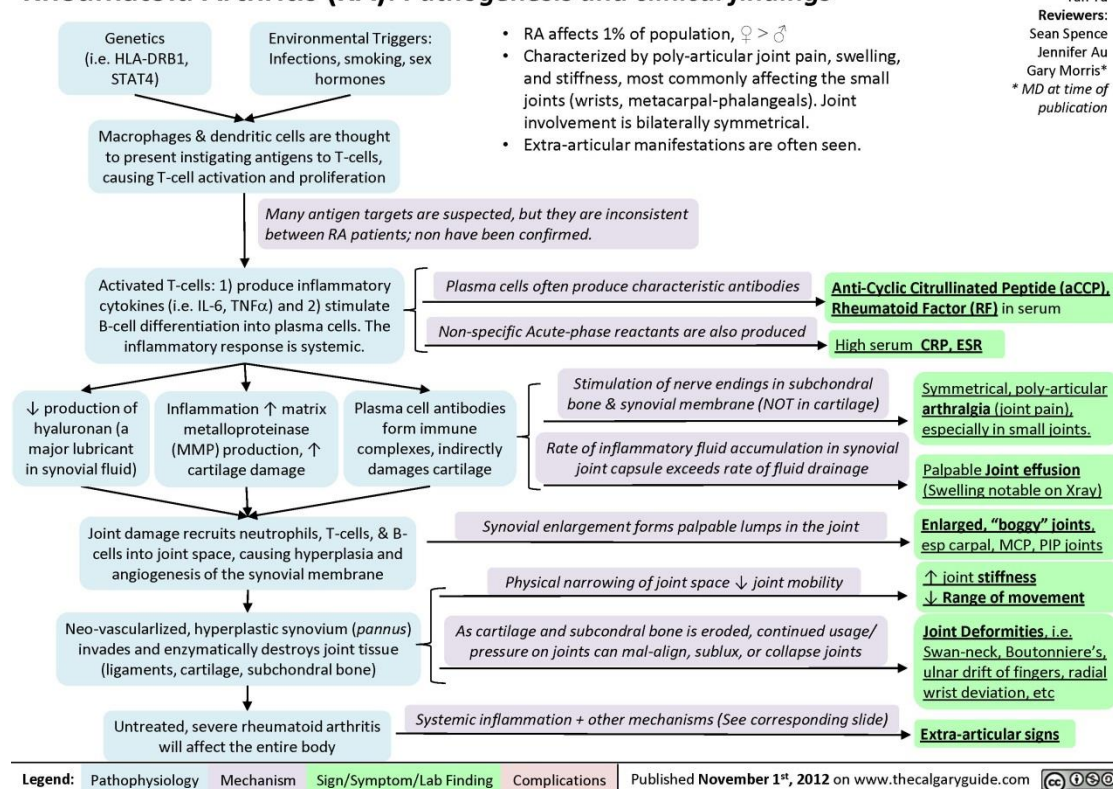 Rheumatoid Arthritis (RA): Pathogenesis and clinical findings
Reviewers:
Sean Spence
Jennifer Au
Gary Morris*
* MD at time of
publication
Genetics
(i.e. HLA-DRB1,
STAT4)
Environmental Triggers:
Infections, smoking, sex
hormones
• RA affects 1% of population, ♀ > ♂
• Characterized by poly-articular joint pain, swelling,
and stiffness, most commonly affecting the small
joints (wrists, metacarpal-phalangeals). Joint
involvement is bilaterally symmetrical.
• Extra-articular manifestations are often seen.
Macrophages & dendritic cells are thought
to present instigating antigens to T-cells,
causing T-cell activation and proliferation
Many antigen targets are suspected, but they are inconsistent
between RA patients; non have been confirmed.
Activated T-cells: 1) produce inflammatory
cytokines (i.e. IL-6, TNFα) and 2) stimulate
B-cell differentiation into plasma cells. The
inflammatory response is systemic.
Plasma cells often produce characteristic antibodies
Anti-Cyclic Citrullinated Peptide (aCCP),
Rheumatoid Factor (RF) in serum
Non-specific Acute-phase reactants are also produced
High serum CRP, ESR
↓ production of
hyaluronan (a
major lubricant
in synovial fluid)
Inflammation ↑ matrix
metalloproteinase
(MMP) production, ↑
cartilage damage
Plasma cell antibodies
form immune
complexes, indirectly
damages cartilage
Stimulation of nerve endings in subchondral
bone & synovial membrane (NOT in cartilage)
Symmetrical, poly-articular
arthralgia (joint pain),
especially in small joints.
Rate of inflammatory fluid accumulation in synovial
joint capsule exceeds rate of fluid drainage
Palpable Joint effusion
(Swelling notable on Xray)
Joint damage recruits neutrophils, T-cells, & B-
cells into joint space, causing hyperplasia and
angiogenesis of the synovial membrane
Synovial enlargement forms palpable lumps in the joint
Enlarged, “boggy” joints,
esp carpal, MCP, PIP joints
Physical narrowing of joint space ↓ joint mobility
↑ joint stiffness
↓ Range of movement
Neo-vascularlized, hyperplastic synovium (pannus)
invades and enzymatically destroys joint tissue
(ligaments, cartilage, subchondral bone)
As cartilage and subcondral bone is eroded, continued usage/
pressure on joints can mal-align, sublux, or collapse joints
Joint Deformities, i.e.
Swan-neck, Boutonniere’s,
ulnar drift of fingers, radial
wrist deviation, etc
Untreated, severe rheumatoid arthritis
will affect the entire body
Systemic inflammation + other mechanisms (See corresponding slide)
Extra-articular signs
Legend: Pathophysiology Mechanism Sign/Symptom/Lab Finding Complications
Published November 1st, 2012 on www.thecalgaryguide.com
cc